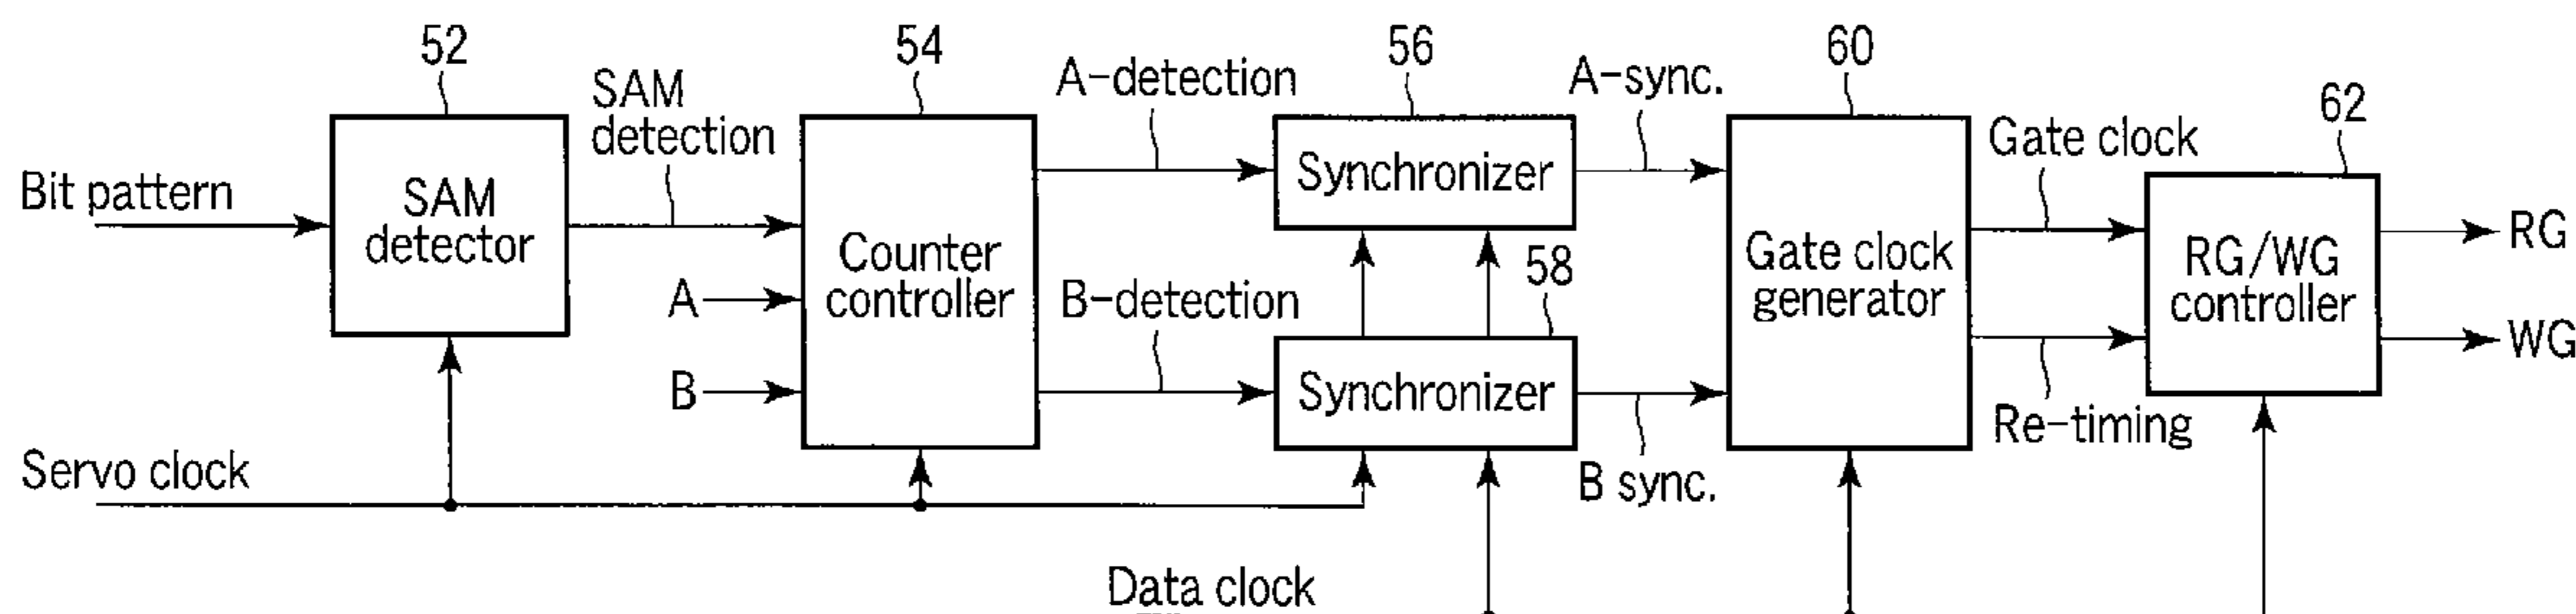 52
54
56
60
62
SAM
detection
A-detection
A-sync.
Gate clock
Bit pattern
SAM
detector
Counter
controller
Synchronizer
Gate clock
generator
RG/WG
controller
RG
WG
A
B
B-detection
58
Synchronizer
B sync.
Re-timing
Servo clock
Data clock